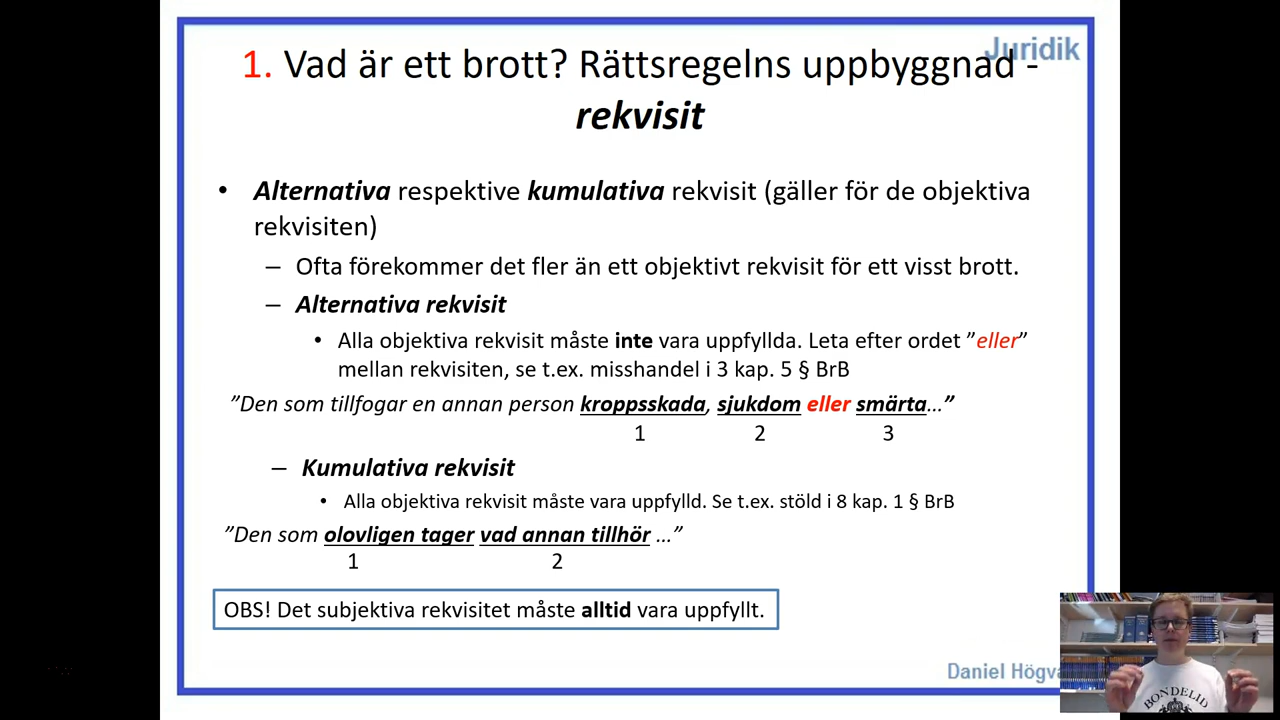 Juridik
1. Vad är ett brott? Rättsregelns uppbyggnad -
rekvisit
• Alternativa respektive kumulativa rekvisit (gäller för de objektiva
rekvisiten)
– Ofta förekommer det fler än ett objektivt rekvisit för ett visst brott.
– Alternativa rekvisit
• Alla objektiva rekvisit måste inte vara uppfyllda. Leta efter ordet ”eller”
mellan rekvisiten, se t.ex. misshandel i 3 kap. 5 § BrB
”Den som tillfogar en annan person kroppsskada, sjukdom eller smärta…”
1 2 3
– Kumulativa rekvisit
• Alla objektiva rekvisit måste vara uppfylld. Se t.ex. stöld i 8 kap. 1 § BrB
”Den som olovligen tager vad annan tillhör …”
1 2
OBS! Det subjektiva rekvisitet måste alltid vara uppfyllt.
Daniel Högva
BONDELID